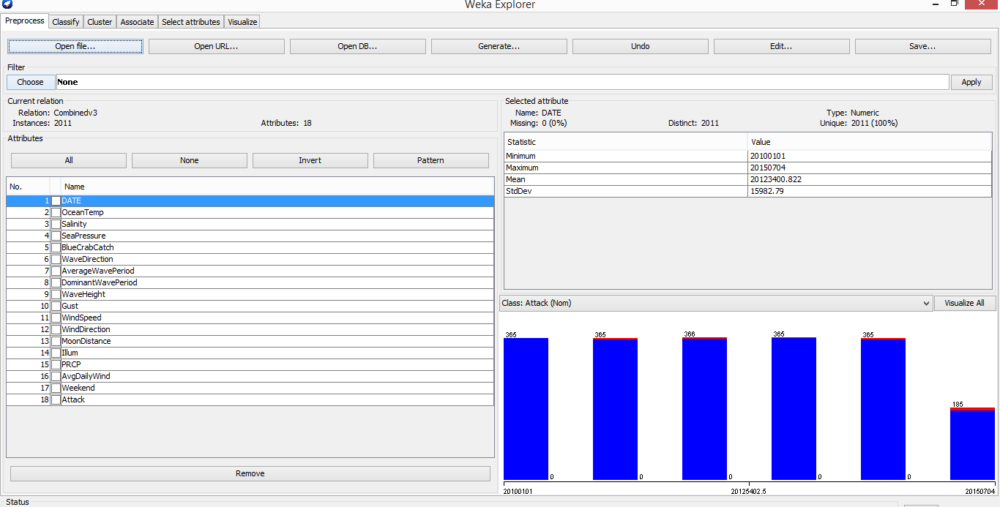 Weka Explorer
Preprocess Classify Cluster Associate Select attributes Visualize
Open file... Open URL... Open DB... Generate... Undo Edit... Save...
Filter
Choose None Apply
Current relation
Relation: Combinedv3
Instances: 2011 Attributes: 18
Attributes
All None Invert Pattern
No. Name
1 DATE
2 OceanTemp
3 Salinity
4 SeaPressure
5 BlueCrabCatch
6 WaveDirection
7 AverageWavePeriod
8 DominantWavePeriod
9 WaveHeight
10 Gust
11 WindSpeed
12 WindDirection
13 MoonDistance
14 Illum
15 PRCP
16 AvgDailyWind
17 Weekend
18 Attack
Remove
Selected attribute
Name: DATE Type: Numeric
Missing: 0 (0%) Distinct: 2011 Unique: 2011 (100%)
Statistic Value
Minimum 20100101
Maximum 20150704
Mean 20123400.822
StdDev 15982.79
Class: Attack (Nom) Visualize All
365 365 366 365 365
185
0 0 0 0 0
20100101 20125402.5 20150704
Status